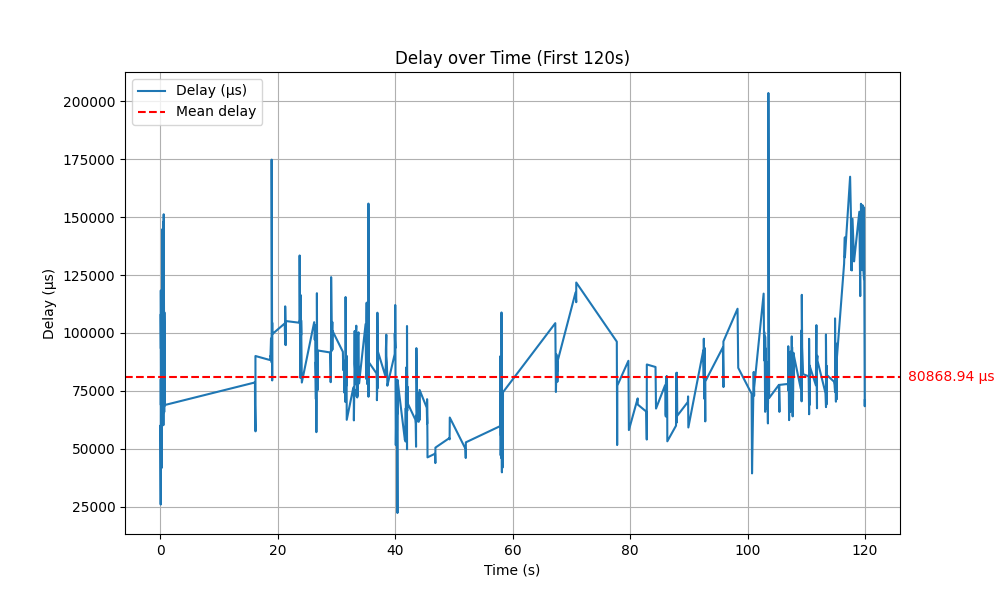 Delay over Time (First 120s)
Delay (µs)
Mean delay
200000
175000
150000
125000
100000
75000
50000
25000
Delay (µs)
80868.94 µs
0 20 40 60 80 100 120
Time (s)